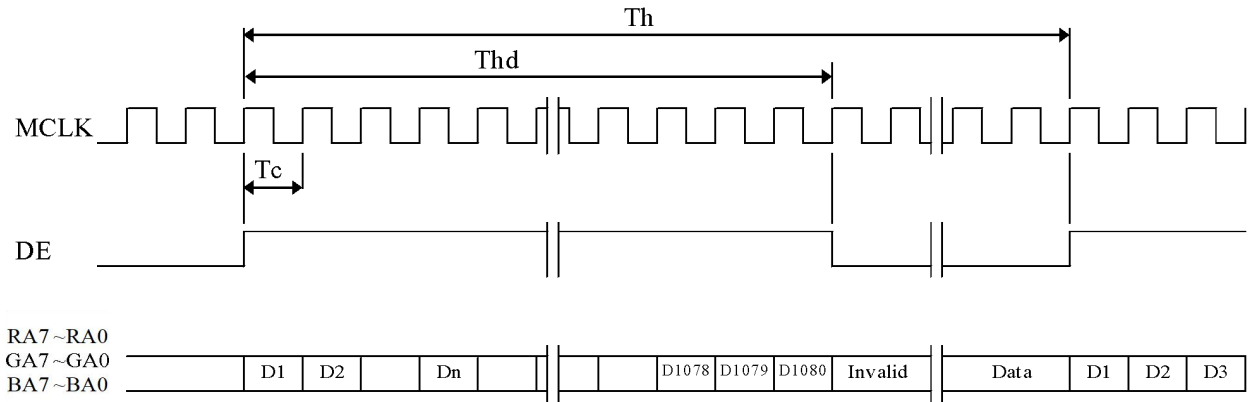 Th
Thd
MCLK
Tc
DE
RA7~RA0
GA7~GA0
BA7~BA0
D1 D2 Dn D1078 D1079 D1080 Invalid Data D1 D2 D3